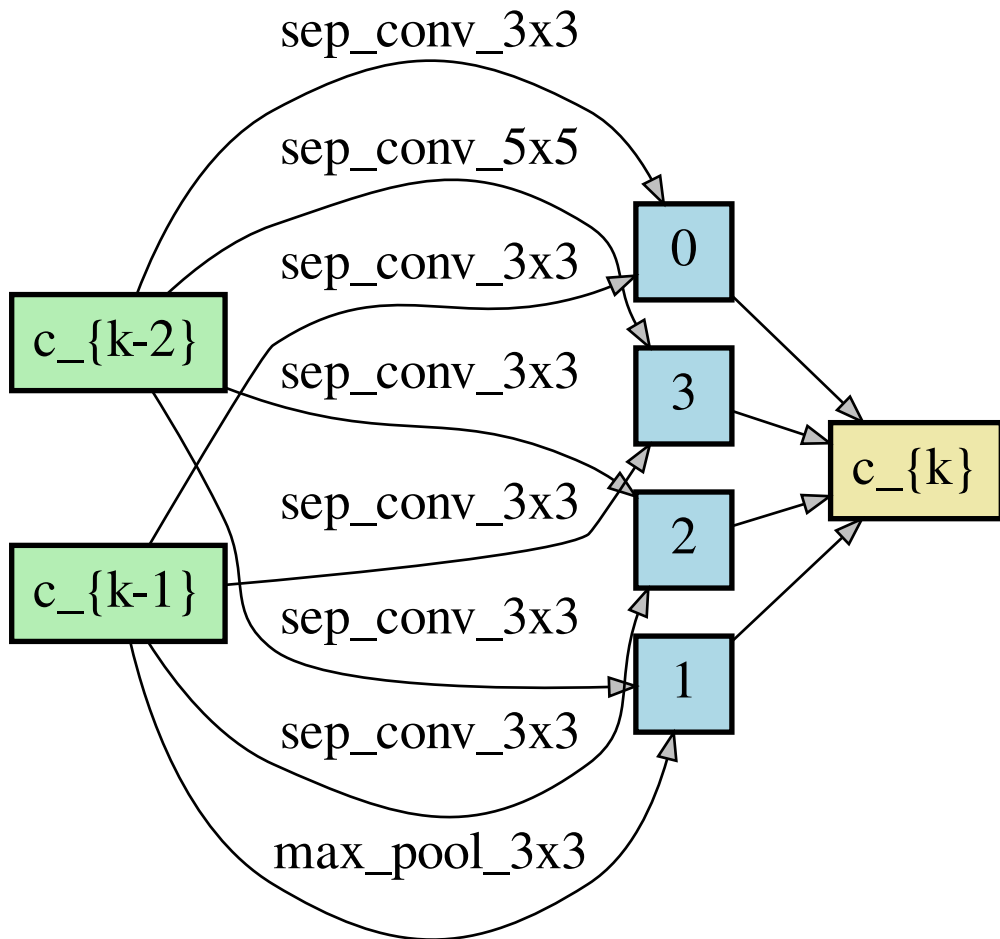 sep_conv_3x3
sep_conv_5x5
sep_conv_3x3
0
c_{k-2}
sep_conv_3x3
3
c_{k}
sep_conv_3x3
2
c_{k-1}
sep_conv_3x3
1
sep_conv_3x3
max_pool_3x3